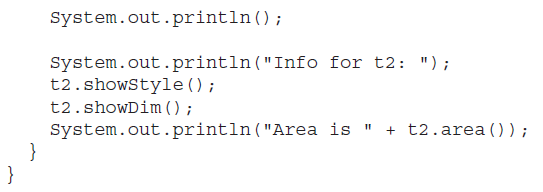 System.out.println();
System.out.println("Info for t2: ");
t2.showStyle();
t2.showDim();
System.out.println("Area is " + t2.area());
}
}